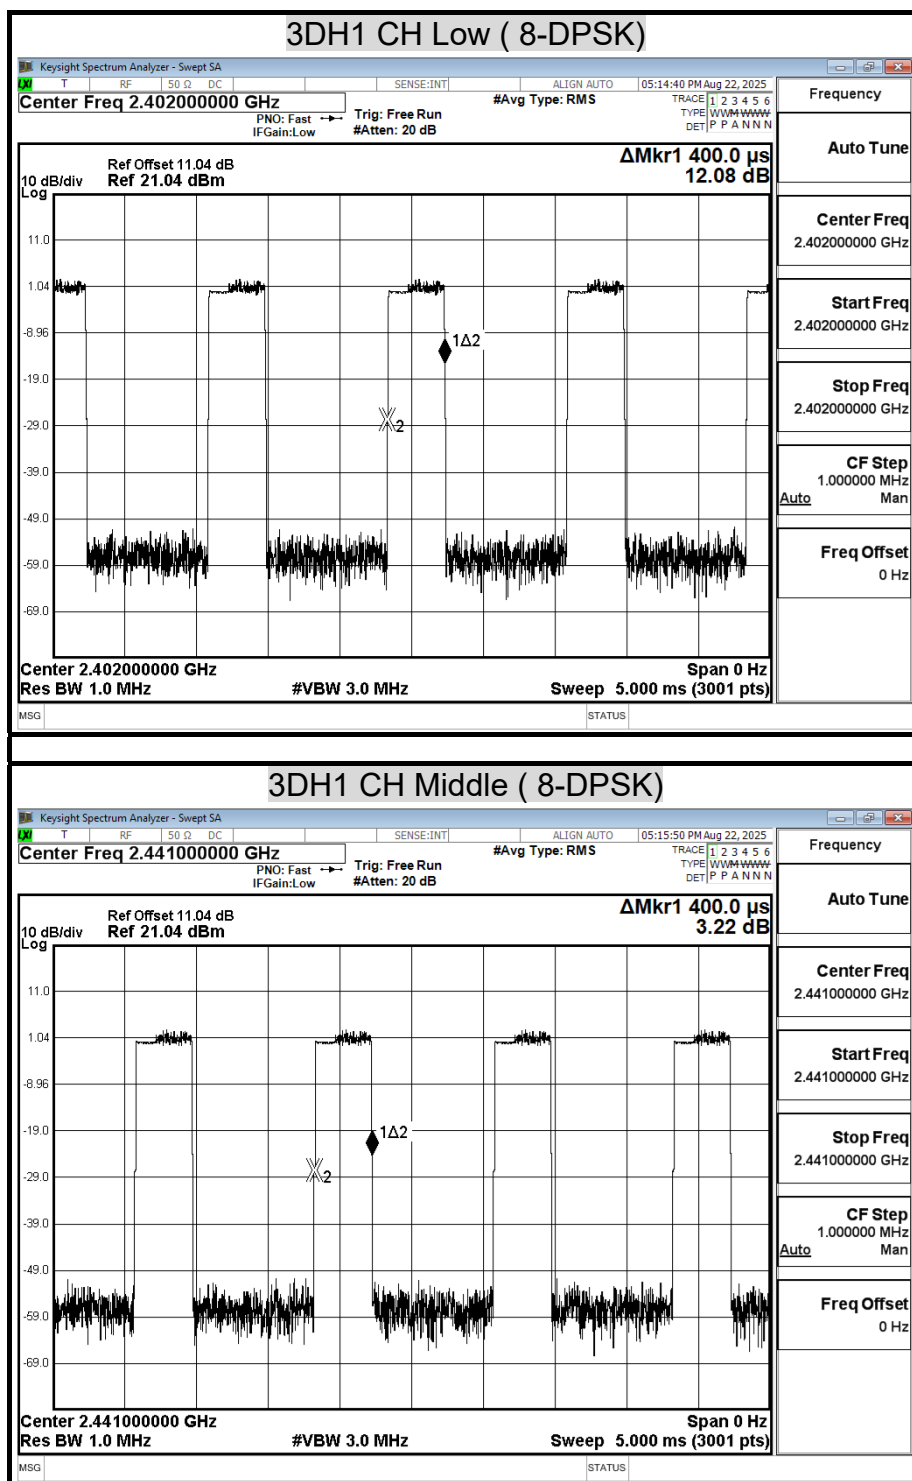 3DH1 CH Low ( 8-DPSK)
Keysight Spectrum Analyzer - Swept SA
LXI T RF 50 Ω DC SENSE:INT ALIGN AUTO 05:14:40 PM Aug 22, 2025
Center Freq 2.402000000 GHz
PNO: Fast
IFGain:Low
Trig: Free Run
#Atten: 20 dB
#Avg Type: RMS
TRACE 1 2 3 4 5 6
TYPE WWMWWWW
DET P P A N N N
Frequency
Ref Offset 11.04 dB
10 dB/div Ref 21.04 dBm
Log
ΔMkr1 400.0 µs
12.08 dB
11.0
1.04
-8.96
-19.0
-29.0
-39.0
-49.0
-59.0
-69.0
1Δ2
2
Center 2.402000000 GHz Span 0 Hz
Res BW 1.0 MHz #VBW 3.0 MHz Sweep 5.000 ms (3001 pts)
MSG STATUS
Auto Tune
Center Freq
2.402000000 GHz
Start Freq
2.402000000 GHz
Stop Freq
2.402000000 GHz
CF Step
1.000000 MHz
Auto Man
Freq Offset
0 Hz
3DH1 CH Middle ( 8-DPSK)
Keysight Spectrum Analyzer - Swept SA
LXI T RF 50 Ω DC SENSE:INT ALIGN AUTO 05:15:50 PM Aug 22, 2025
Center Freq 2.441000000 GHz
PNO: Fast
IFGain:Low
Trig: Free Run
#Atten: 20 dB
#Avg Type: RMS
TRACE 1 2 3 4 5 6
TYPE WWMWWWW
DET P P A N N N
Frequency
Ref Offset 11.04 dB
10 dB/div Ref 21.04 dBm
Log
ΔMkr1 400.0 µs
3.22 dB
11.0
1.04
-8.96
-19.0
-29.0
-39.0
-49.0
-59.0
-69.0
1Δ2
2
Center 2.441000000 GHz Span 0 Hz
Res BW 1.0 MHz #VBW 3.0 MHz Sweep 5.000 ms (3001 pts)
MSG STATUS
Auto Tune
Center Freq
2.441000000 GHz
Start Freq
2.441000000 GHz
Stop Freq
2.441000000 GHz
CF Step
1.000000 MHz
Auto Man
Freq Offset
0 Hz